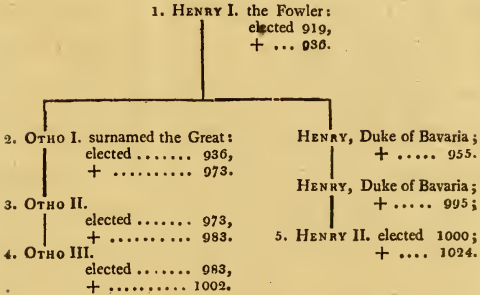 1. HENRY I. the Fowler:
elected 919,
+ ... 936.
2. OTHO I. surnamed the Great:
elected ....... 936,
+ .......... 973.
3. OTHO II.
elected ....... 973,
+ .......... 983.
4. OTHO III.
elected ....... 983,
+ .......... 1002.
HENRY, Duke of Bavaria;
+ ..... 955.
HENRY, Duke of Bavaria;
+ ..... 995;
5. HENRY II. elected 1000;
+ .... 1024.